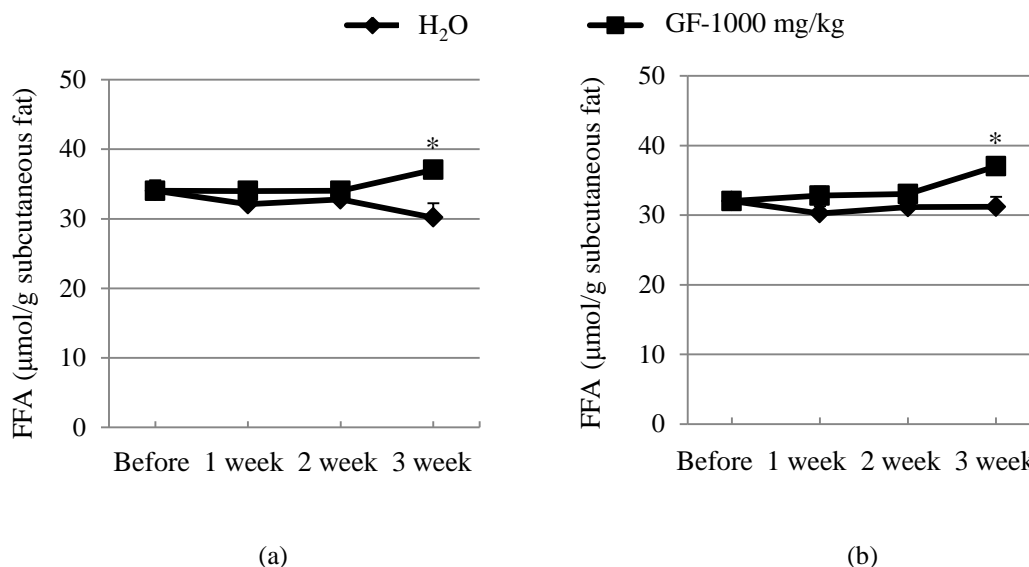 H₂O GF-1000 mg/kg
FFA (µmol/g subcutaneous fat)
50
40
30
20
10
0
*
Before 1 week 2 week 3 week
(a)
FFA (µmol/g subcutaneous fat)
50
40
30
20
10
0
*
Before 1 week 2 week 3 week
(b)